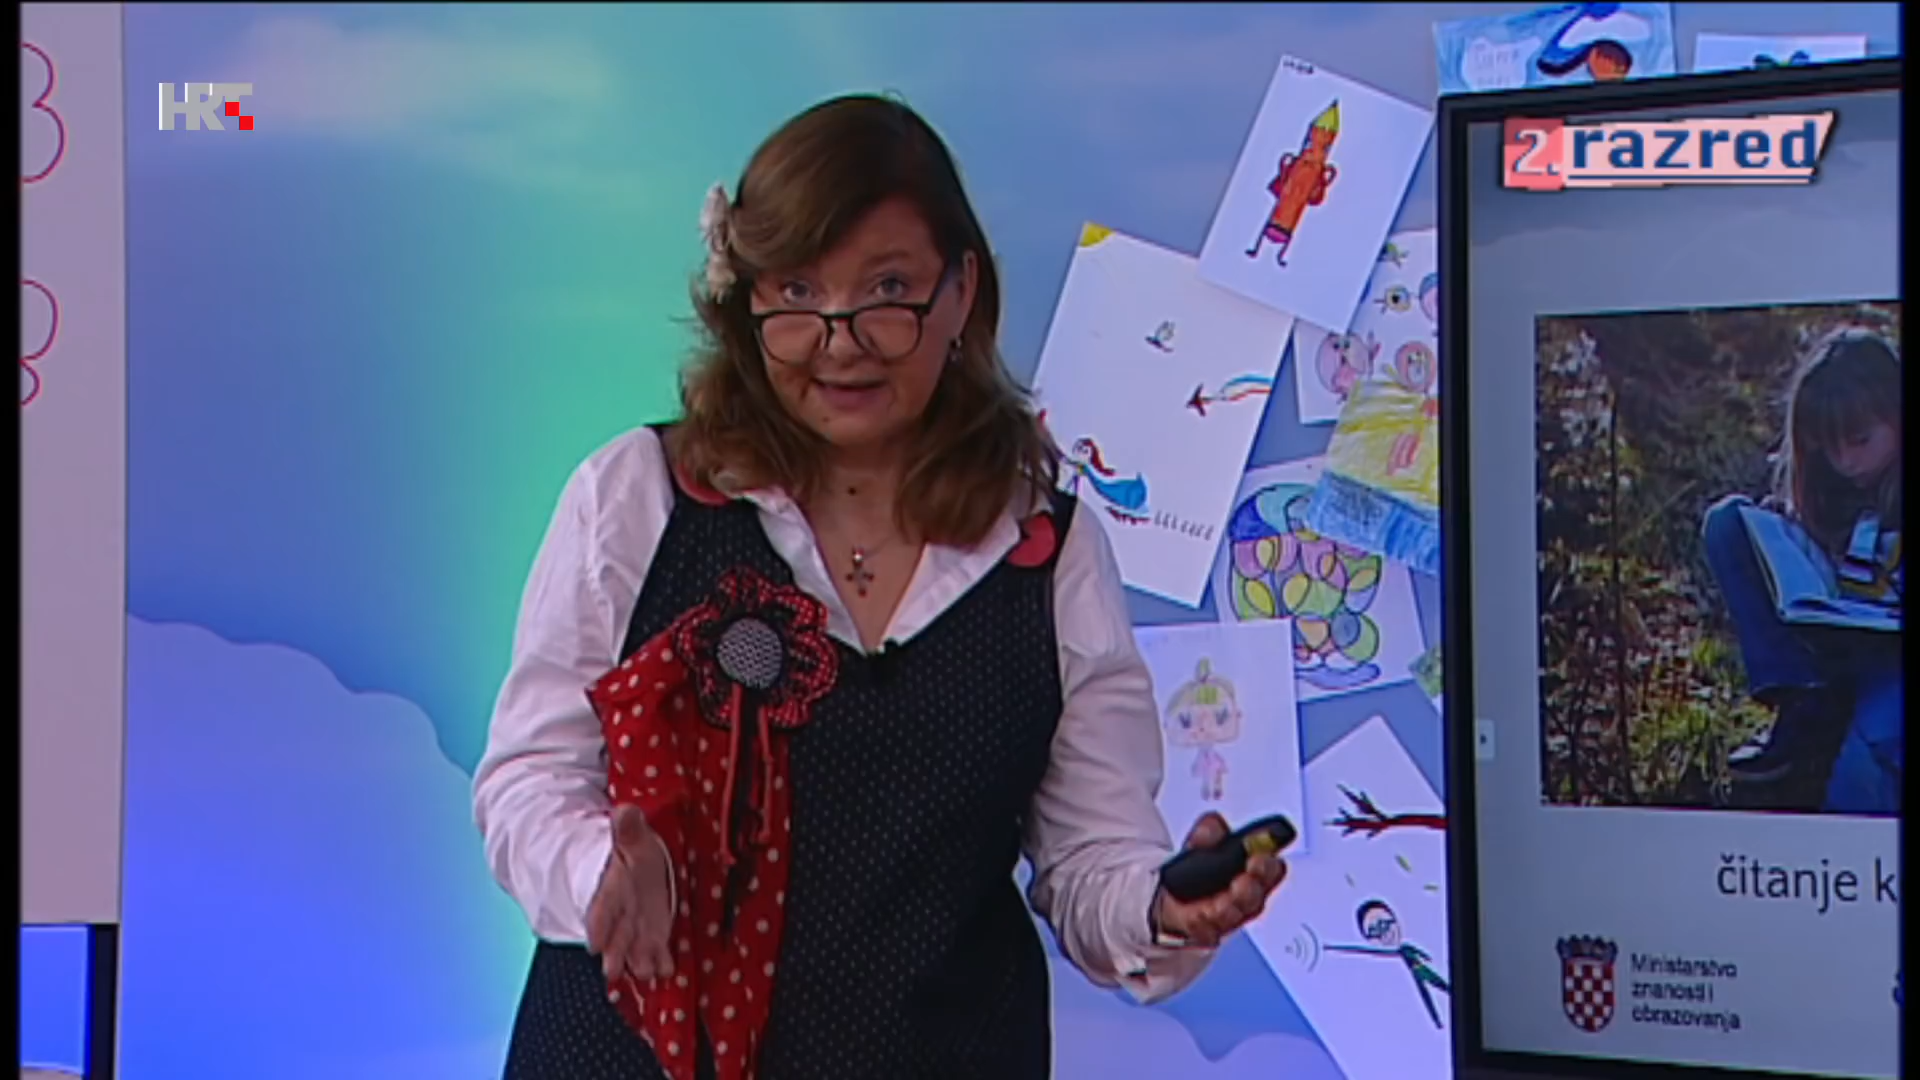 HRT
2. razred
čitanje k
Ministarstvo
znanosti i
obrazovanja